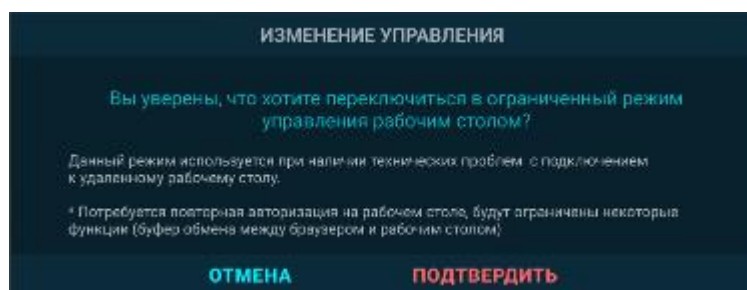 ИЗМЕНЕНИЕ УПРАВЛЕНИЯ
Вы уверены, что хотите переключиться в ограниченный режим
управления рабочим столом?
Данный режим используется при наличии технических проблем с подключением
к удаленному рабочему столу.
* Потребуется повторная авторизация на рабочем столе, будут ограничены некоторые
функции (буфер обмена между браузером и рабочим столом)
ОТМЕНА ПОДТВЕРДИТЬ